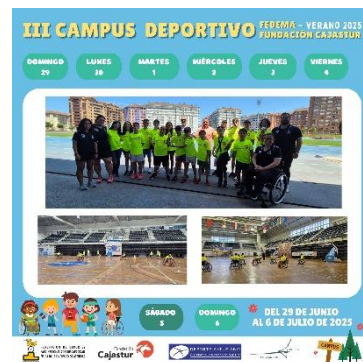 III CAMPUS DEPORTIVO
FEDEMA - VERANO 2025
FUNDACIÓN CAJASTUR
DOMINGO
29
LUNES
30
MARTES
1
MIÉRCOLES
2
JUEVES
3
VIERNES
4
SÁBADO
5
DOMINGO
6
DEL 29 DE JUNIO
AL 6 DE JULIO DE 2025
Cajastur